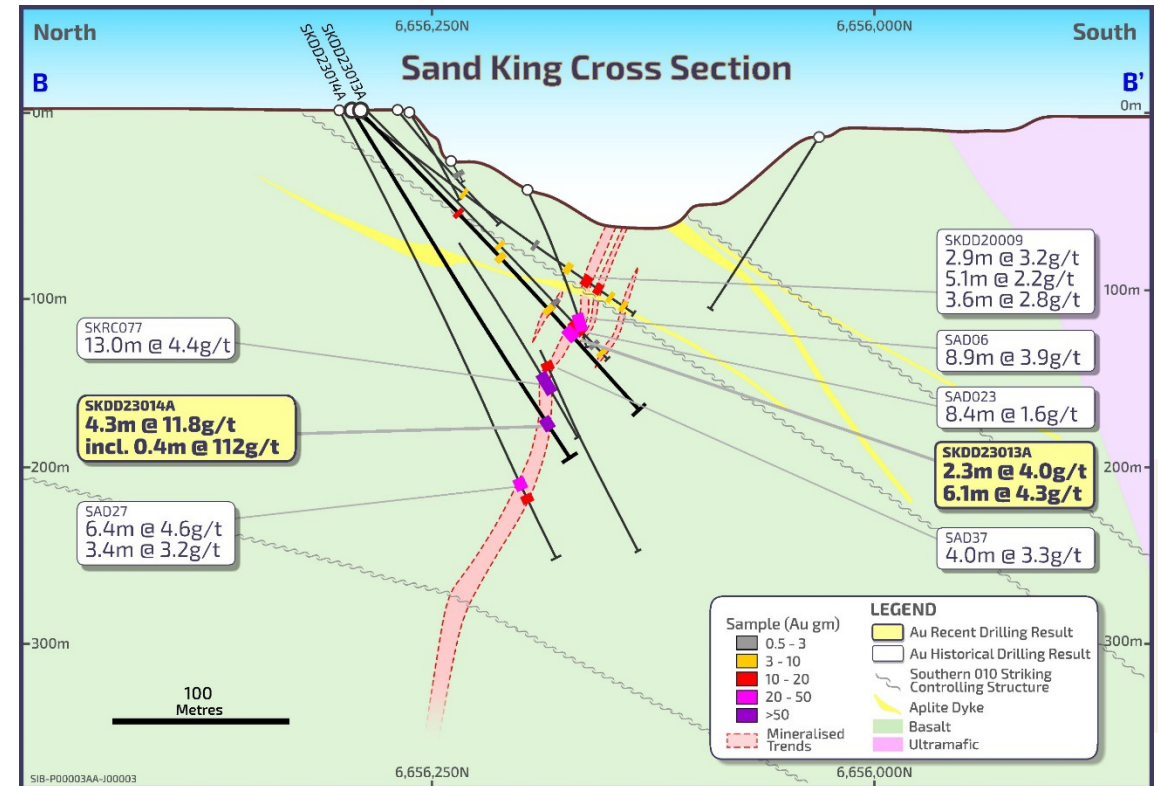 North
6,656,250N
6,656,000N
South
SKDD23014A
SKDD23013A
Sand King Cross Section
B
B'
0m
0m
SKDD20009
2.9m @ 3.2g/t
5.1m @ 2.2g/t
3.6m @ 2.8g/t
100m
100m
SKRC077
13.0m @ 4.4g/t
SAD06
8.9m @ 3.9g/t
SAD023
8.4m @ 1.6g/t
SKDD23014A
4.3m @ 11.8g/t
incl. 0.4m @ 112g/t
SKDD23013A
2.3m @ 4.0g/t
6.1m @ 4.3g/t
200m
200m
SAD27
6.4m @ 4.6g/t
3.4m @ 3.2g/t
SAD37
4.0m @ 3.3g/t
300m
300m
LEGEND
Sample (Au gm)
0.5 - 3
3 - 10
10 - 20
20 - 50
>50
Mineralised
Trends
Au Recent Drilling Result
Au Historical Drilling Result
Southern 010 Striking
Controlling Structure
Aplite Dyke
Basalt
Ultramafic
100
Metres
SIB-P00003AA-J00003
6,656,250N
6,656,000N